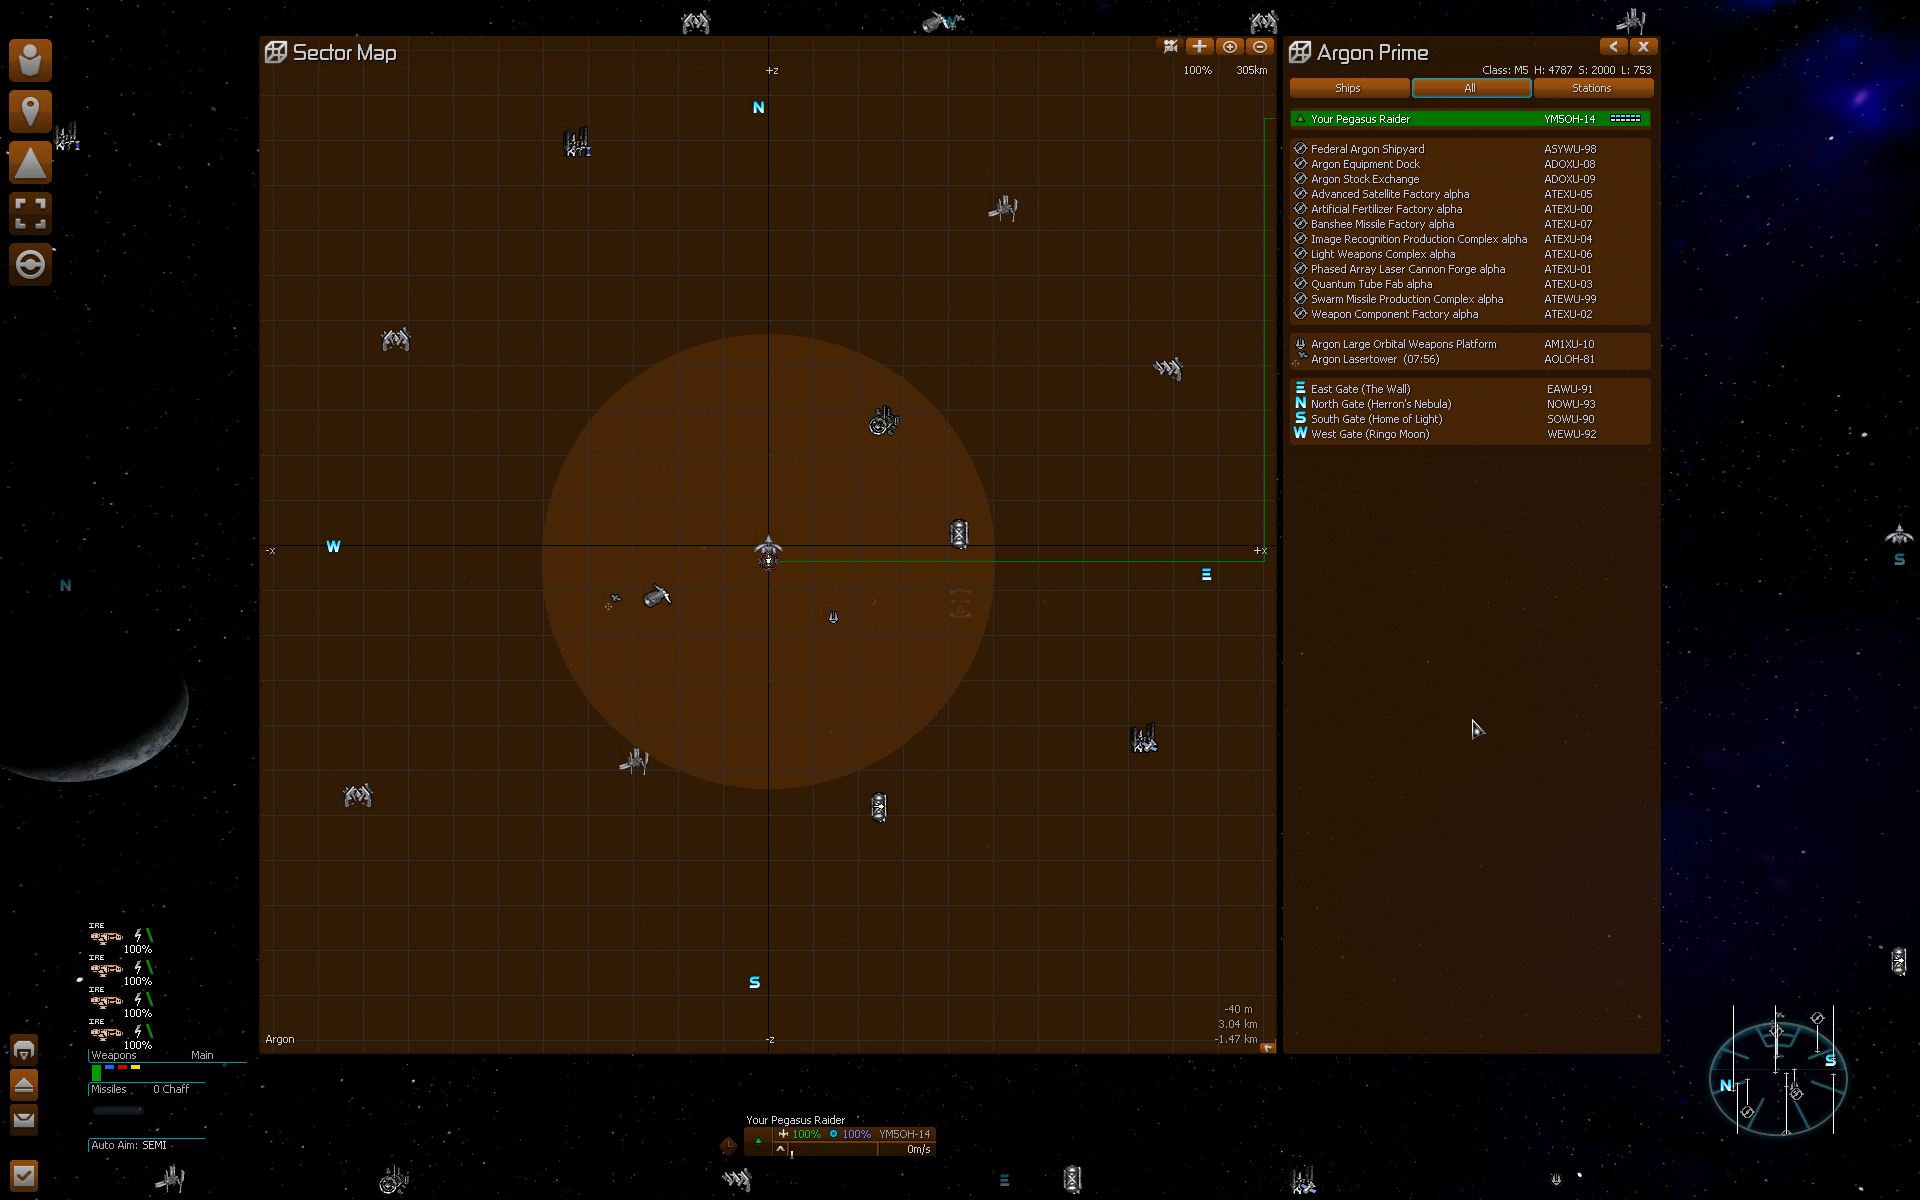 Sector Map
100% 305km
+z
N
-x
W
+x
E
S
-z
Argon
-40 m
3.04 km
-1.47 km
Argon Prime
Class: M5 H: 4787 S: 2000 L: 753
Ships All Stations
Your Pegasus Raider YM5OH-14
Federal Argon Shipyard ASYWU-98
Argon Equipment Dock ADOXU-08
Argon Stock Exchange ADOXU-09
Advanced Satellite Factory alpha ATEXU-05
Artificial Fertilizer Factory alpha ATEXU-00
Banshee Missile Factory alpha ATEXU-07
Image Recognition Production Complex alpha ATEXU-04
Light Weapons Complex alpha ATEXU-06
Phased Array Laser Cannon Forge alpha ATEXU-01
Quantum Tube Fab alpha ATEXU-03
Swarm Missile Production Complex alpha ATEWU-99
Weapon Component Factory alpha ATEXU-02
Argon Large Orbital Weapons Platform AM1XU-10
Argon Lasertower (07:56) AOLOH-81
E East Gate (The Wall) EAWU-91
N North Gate (Herron's Nebula) NOWU-93
S South Gate (Home of Light) SOWU-90
W West Gate (Ringo Moon) WEWU-92
W
N
S
E
IRE
100%
IRE
100%
IRE
100%
IRE
100%
Weapons Main
Missiles 0 Chaff
Auto Aim: SEMI
Your Pegasus Raider
100% 100% YM5OH-14
0m/s
N
S